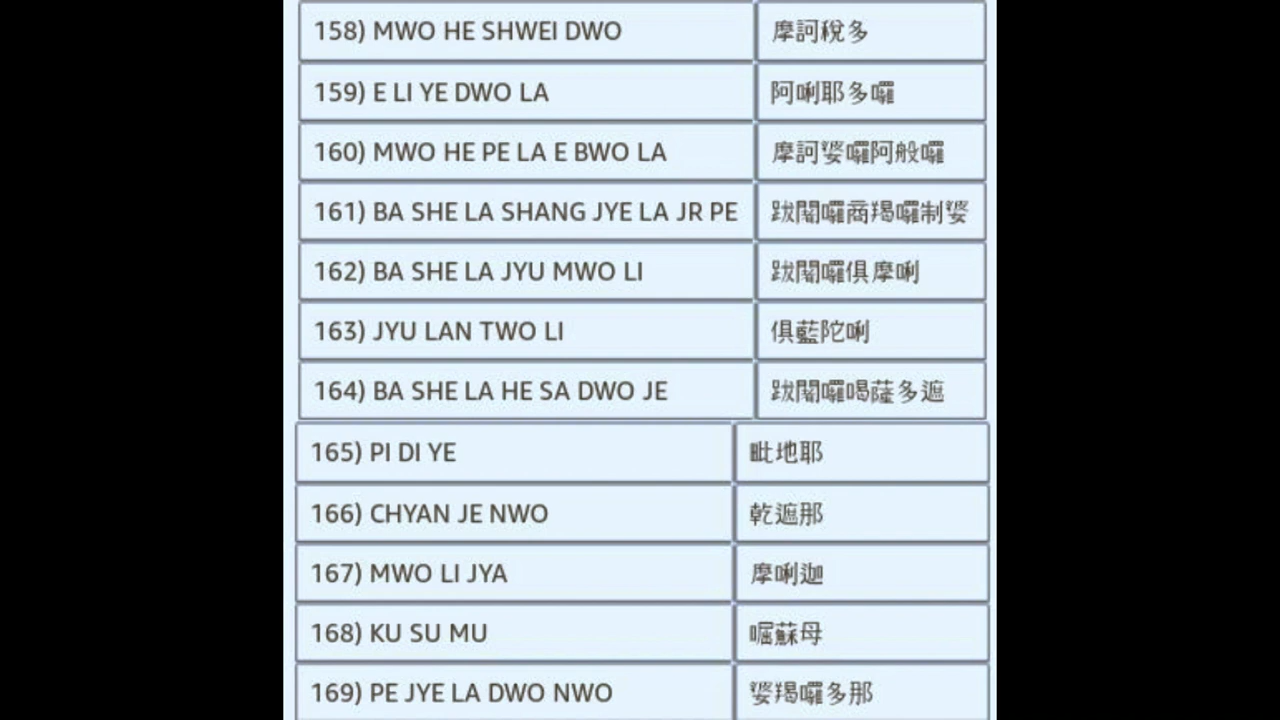 158) MWO HE SHWEI DWO 摩訶稅多
159) E LI YE DWO LA 阿唎耶多囉
160) MWO HE PE LA E BWO LA 摩訶婆囉阿般囉
161) BA SHE LA SHANG JYE LA JR PE 跋闍囉商羯囉制婆
162) BA SHE LA JYU MWO LI 跋闍囉俱摩唎
163) JYU LAN TWO LI 俱藍陀唎
164) BA SHE LA HE SA DWO JE 跋闍囉喝薩多遮
165) PI DI YE 毗地耶
166) CHYAN JE NWO 乾遮那
167) MWO LI JYA 摩唎迦
168) KU SU MU 啒蘇母
169) PE JYE LA DWO NWO 婆羯囉多那